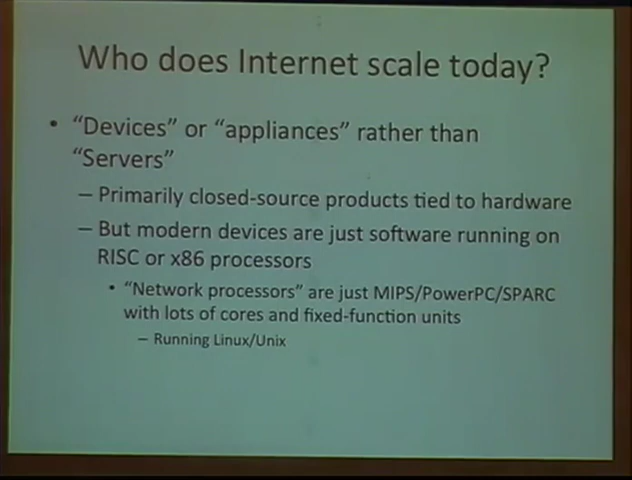 Who does Internet scale today?
• “Devices” or “appliances” rather than
“Servers”
– Primarily closed-source products tied to hardware
– But modern devices are just software running on
RISC or x86 processors
• “Network processors” are just MIPS/PowerPC/SPARC
with lots of cores and fixed-function units
– Running Linux/Unix